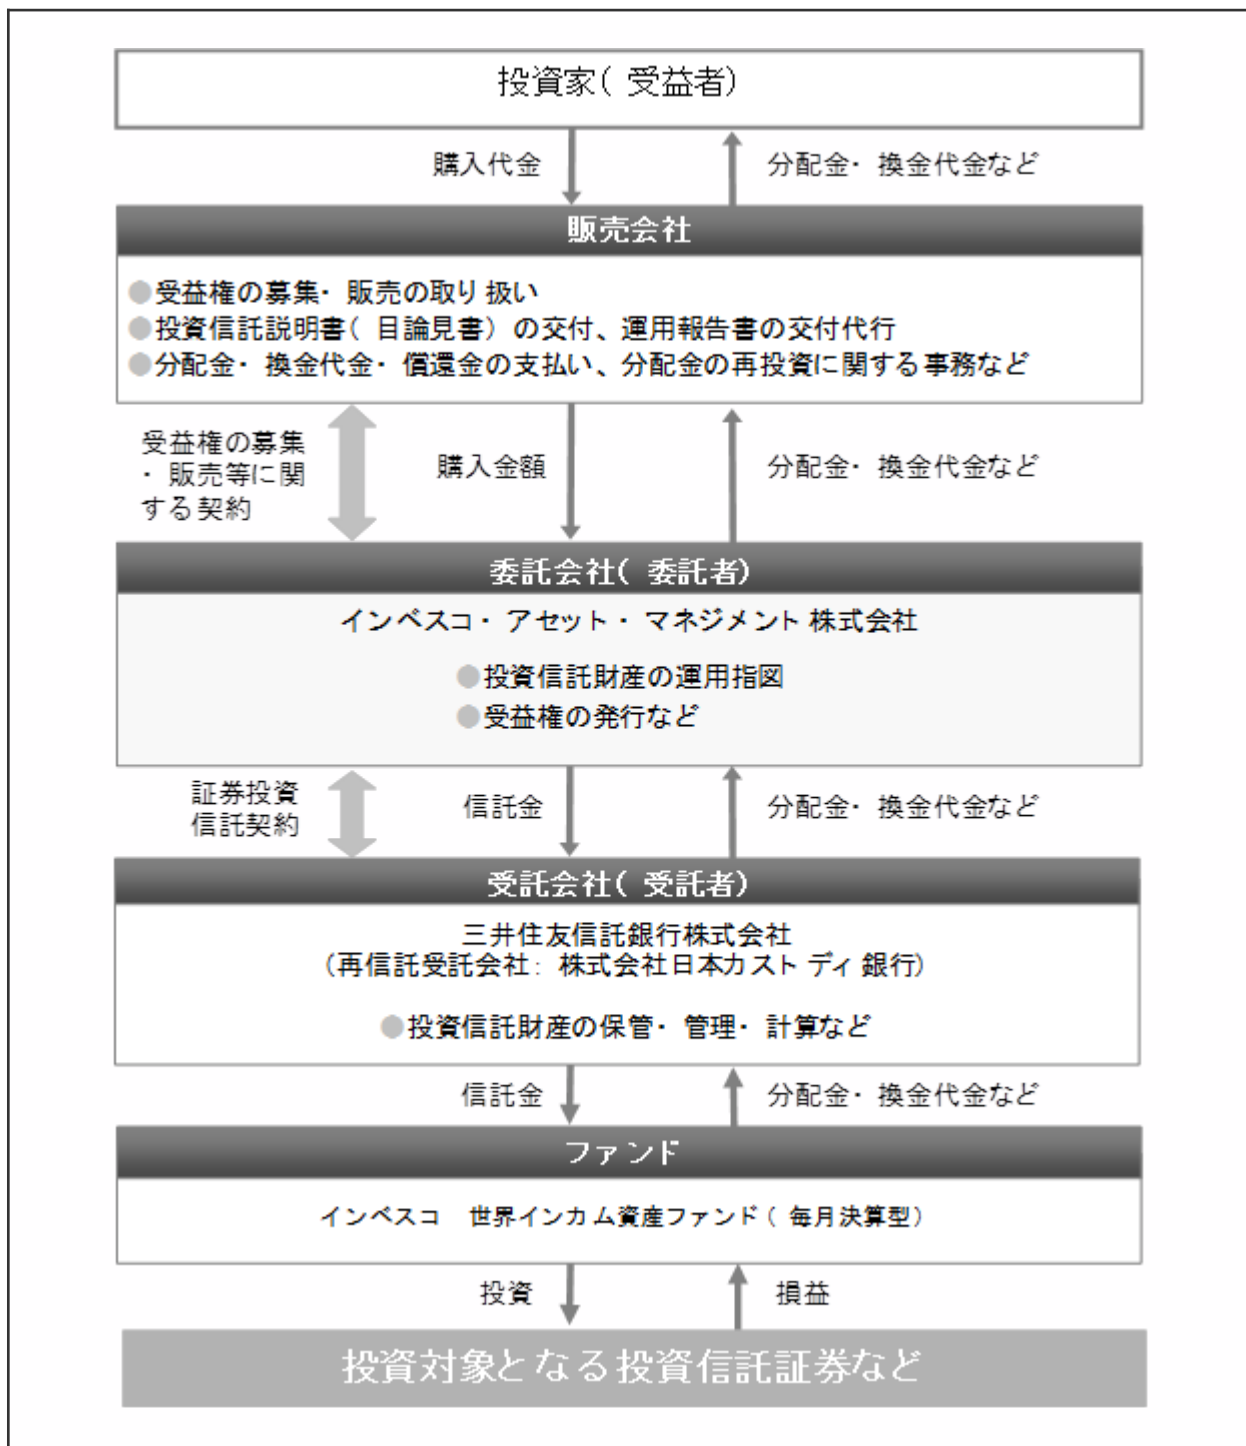 投資家(受益者)
購入代金
分配金・換金代金など
販売会社
●受益権の募集・販売の取り扱い
●投資信託説明書(目論見書)の交付、運用報告書の交付代行
●分配金・換金代金・償還金の支払い、分配金の再投資に関する事務など
受益権の募集
・販売等に関
する契約
購入金額
分配金・換金代金など
委託会社(委託者)
インベスコ・アセット・マネジメント株式会社
●投資信託財産の運用指図
●受益権の発行など
証券投資
信託契約
信託金
分配金・換金代金など
受託会社(受託者)
三井住友信託銀行株式会社
(再信託受託会社:株式会社日本カストディ銀行)
●投資信託財産の保管・管理・計算など
信託金
分配金・換金代金など
ファンド
インベスコ 世界インカム資産ファンド(毎月決算型)
投資
損益
投資対象となる投資信託証券など